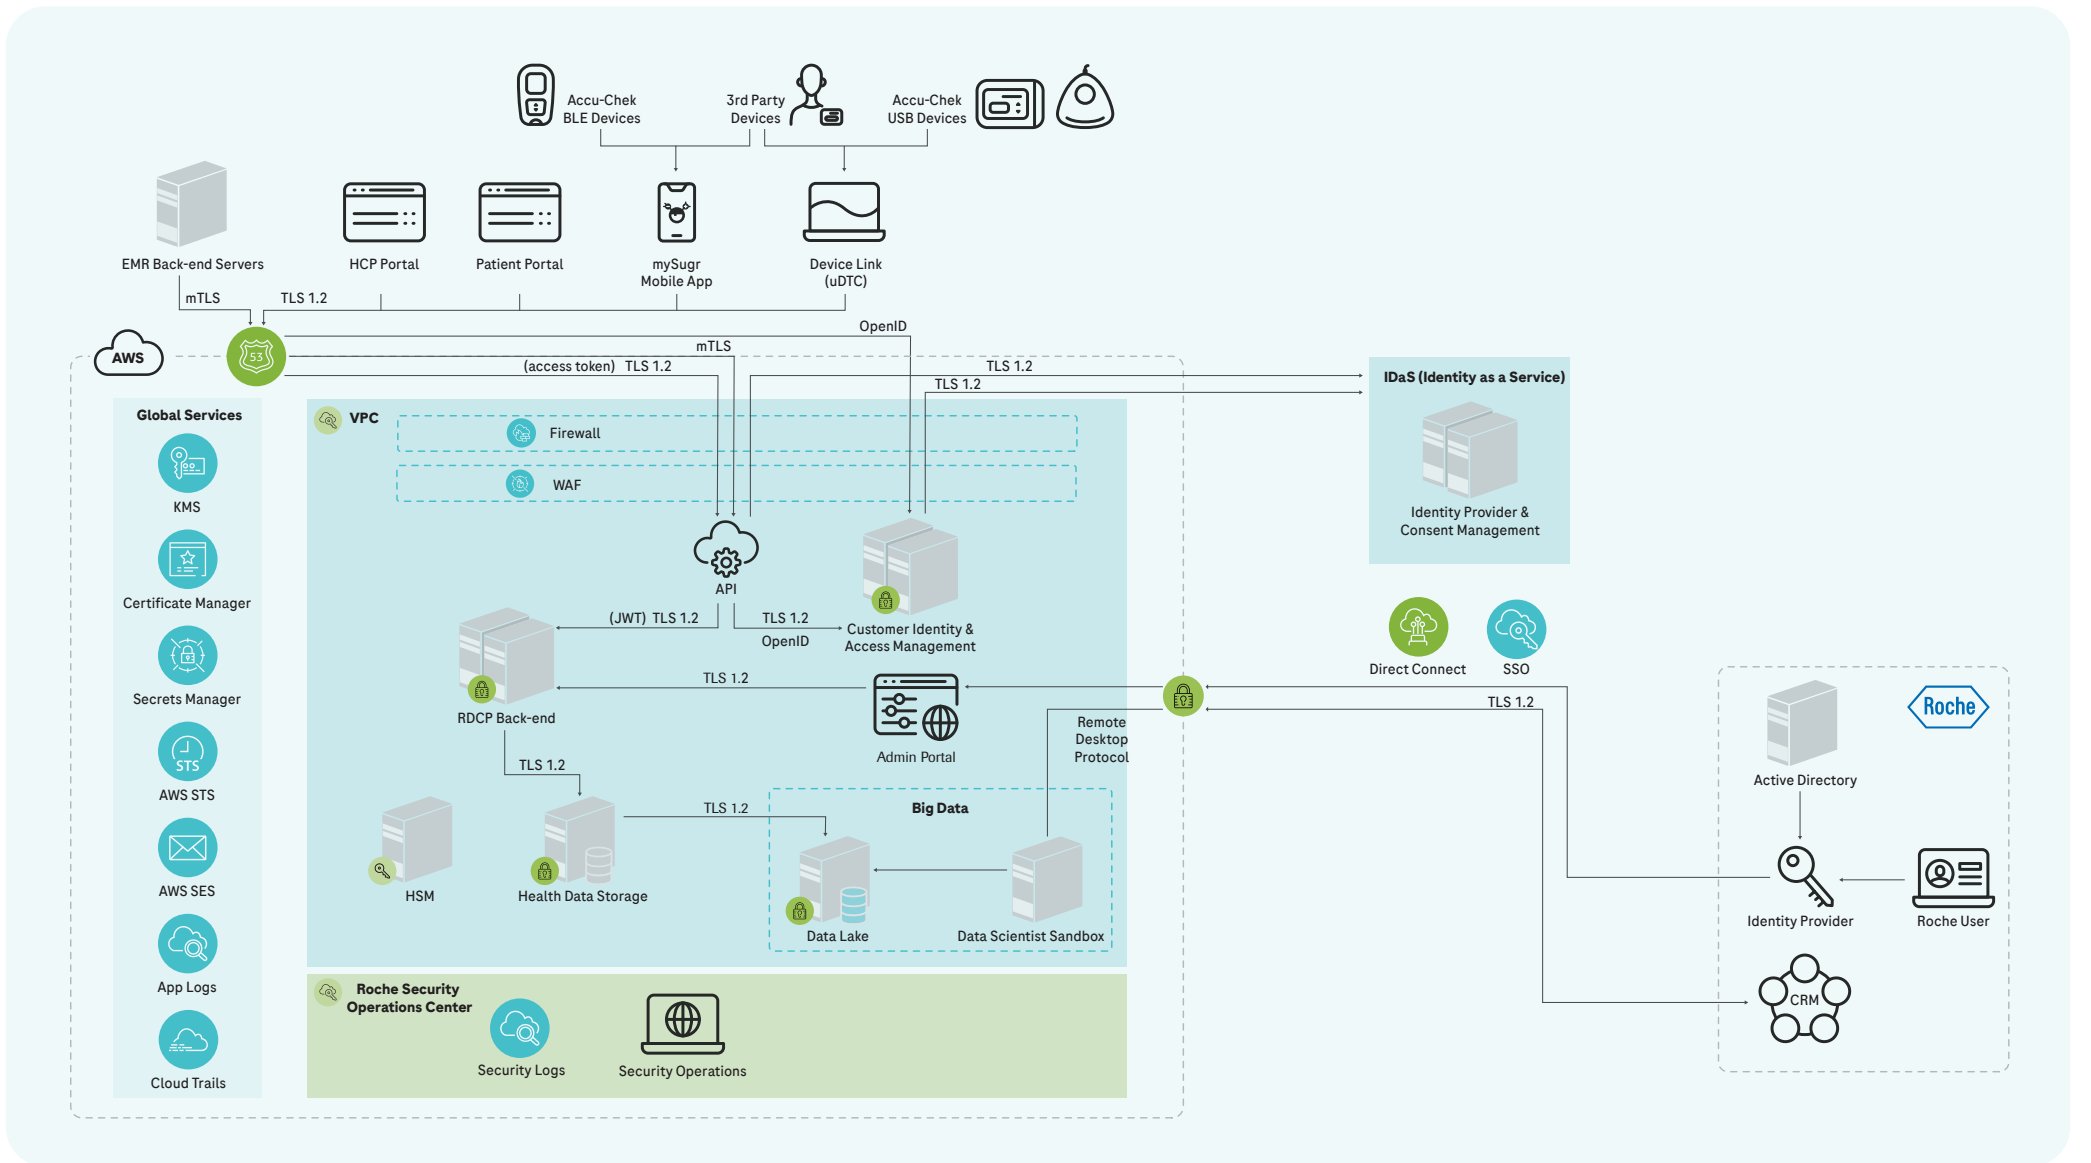 Accu-Chek
BLE Devices
3rd Party
Devices
Accu-Chek
USB Devices
EMR Back-end Servers
HCP Portal
Patient Portal
mySugr
Mobile App
Device Link
(uDTC)
mTLS
TLS 1.2
AWS
53
OpenID
mTLS
(access token) TLS 1.2
TLS 1.2
TLS 1.2
IDaS (Identity as a Service)
Identity Provider &
Consent Management
Global Services
KMS
Certificate Manager
Secrets Manager
STS
AWS STS
AWS SES
App Logs
Cloud Trails
VPC
Firewall
WAF
API
(JWT) TLS 1.2
TLS 1.2
OpenID
Customer Identity &
Access Management
RDCP Back-end
TLS 1.2
Admin Portal
Remote
Desktop
Protocol
TLS 1.2
HSM
Health Data Storage
TLS 1.2
Big Data
Data Lake
Data Scientist Sandbox
Roche Security
Operations Center
Security Logs
Security Operations
Direct Connect
SSO
TLS 1.2
Roche
Active Directory
Identity Provider
Roche User
CRM